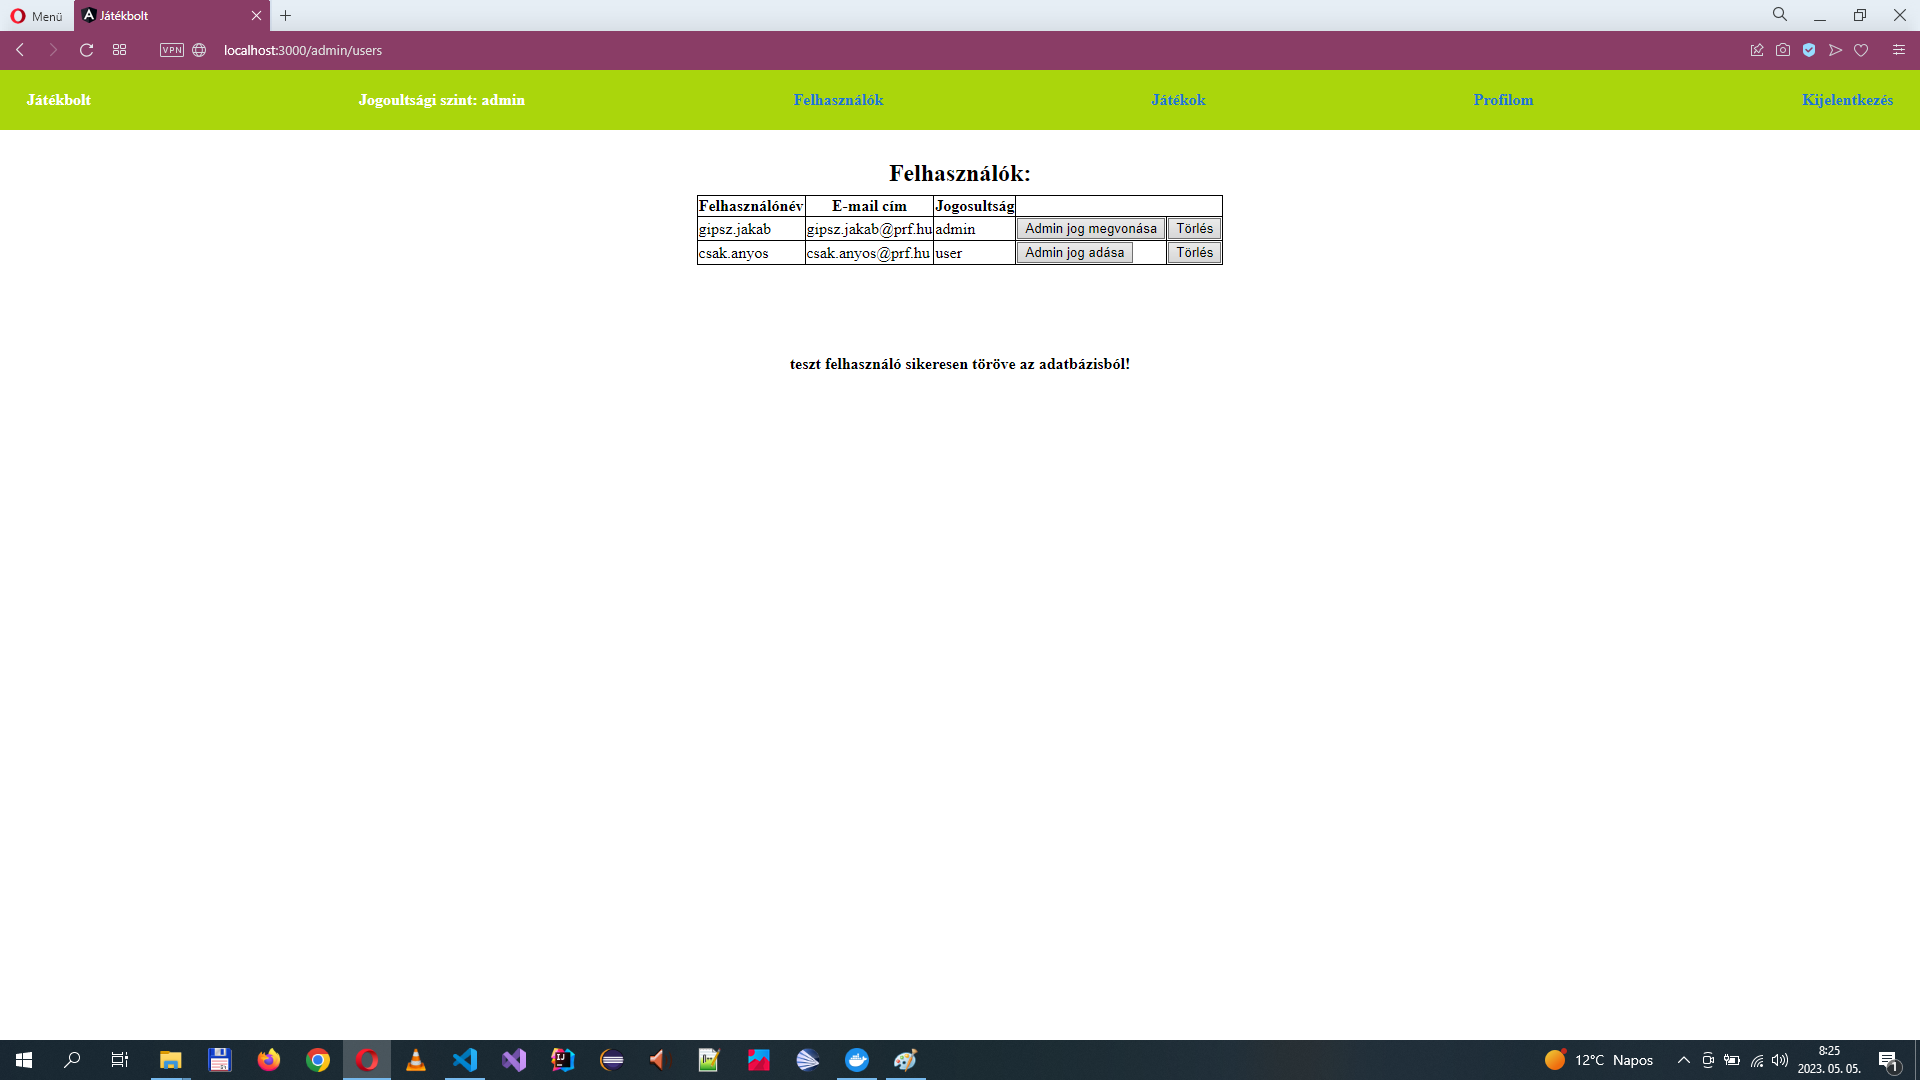 Menü
Játékbolt
VPN
localhost:3000/admin/users
Játékbolt Jogoultsági szint: admin Felhasználók Játékok Profilom Kijelentkezés
Felhasználók:
Felhasználónév E-mail cím Jogosultság
gipsz.jakab gipsz.jakab@prf.hu admin Admin jog megvonása Törlés
csak.anyos csak.anyos@prf.hu user Admin jog adása Törlés
teszt felhasználó sikeresen töröve az adatbázisból!
12°C Napos
8:25
2023. 05. 05.
1